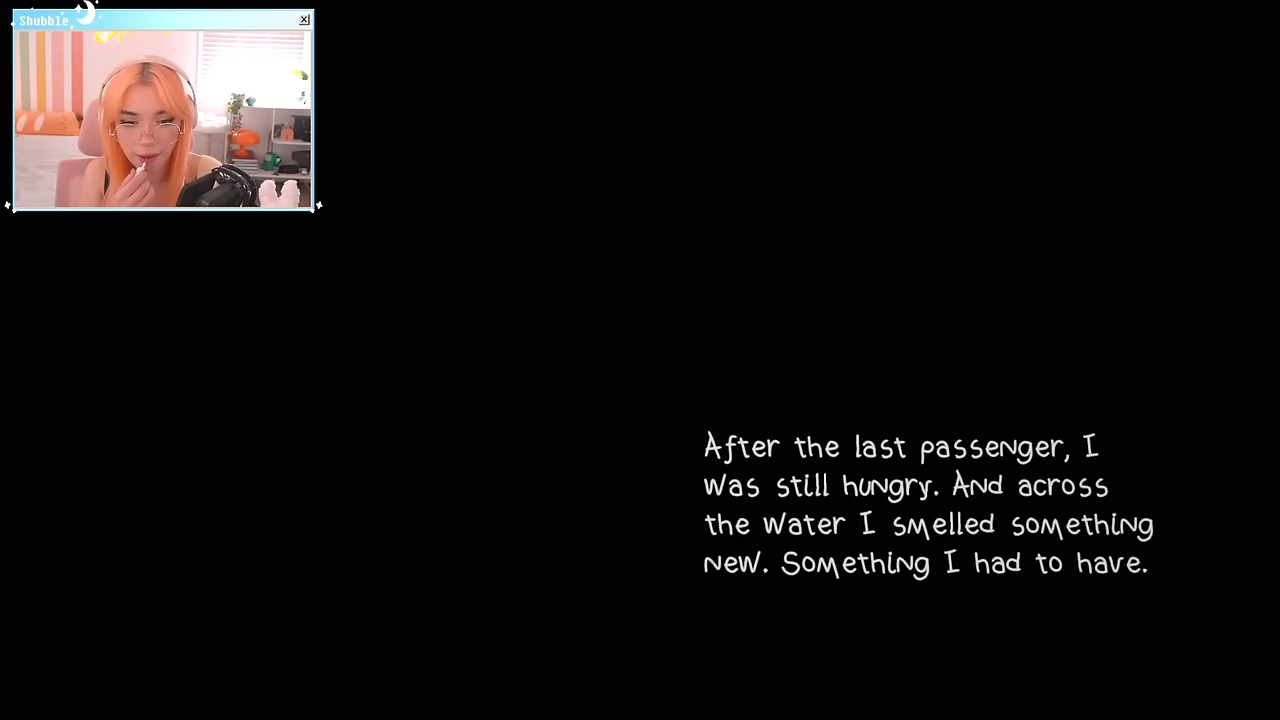 Shubble
After the last passenger, I
was still hungry. And across
the water I smelled something
new. Something I had to have.